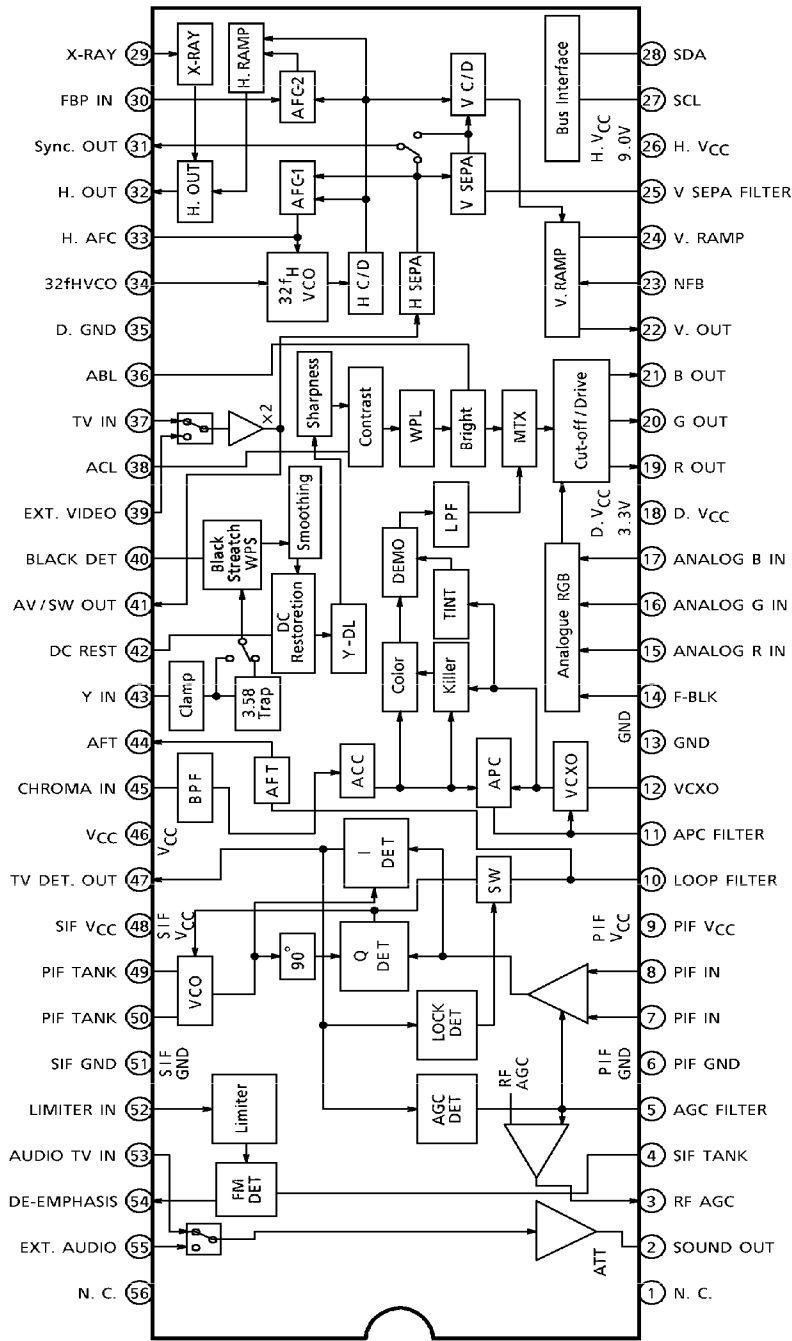 X-RAY 29
FBP IN 30
Sync. OUT 31
H. OUT 32
H. AFC 33
32fHVCO 34
D. GND 35
ABL 36
TV IN 37
ACL 38
EXT. VIDEO 39
BLACK DET 40
AV/SW OUT 41
DC REST 42
Y IN 43
AFT 44
CHROMA IN 45
VCC 46
TV DET. OUT 47
SIF VCC 48
PIF TANK 49
PIF TANK 50
SIF GND 51
LIMITER IN 52
AUDIO TV IN 53
DE-EMPHASIS 54
EXT. AUDIO 55
N. C. 56
X-RAY
H. RAMP
AFC-2
V C/D
Bus Interface
H. VCC
9.0V
H. OUT
AFC-1
V SEPA
32fH
VCO
H C/D
H SEPA
V. RAMP
×2
Sharpness
Contrast
WPL
Bright
MTX
Cut-off / Drive
Black
Streatch
WPS
Smoothing
LPF
D. VCC
3.3V
DEMO
TINT
DC
Restoretion
Y-DL
Analogue RGB
Clamp
3.58
Trap
Color
Killer
GND
BPF
AFT
ACC
APC
VCXO
VCC
I
DET
SW
SIF
VCC
PIF
VCC
VCO
90°
Q
DET
LOCK
DET
SIF
GND
PIF
GND
RF
AGC
Limiter
AGC
DET
FM
DET
ATT
28 SDA
27 SCL
26 H. VCC
25 V SEPA FILTER
24 V. RAMP
23 NFB
22 V. OUT
21 B OUT
20 G OUT
19 R OUT
18 D. VCC
17 ANALOG B IN
16 ANALOG G IN
15 ANALOG R IN
14 F-BLK
13 GND
12 VCXO
11 APC FILTER
10 LOOP FILTER
9 PIF VCC
8 PIF IN
7 PIF IN
6 PIF GND
5 AGC FILTER
4 SIF TANK
3 RF AGC
2 SOUND OUT
1 N. C.